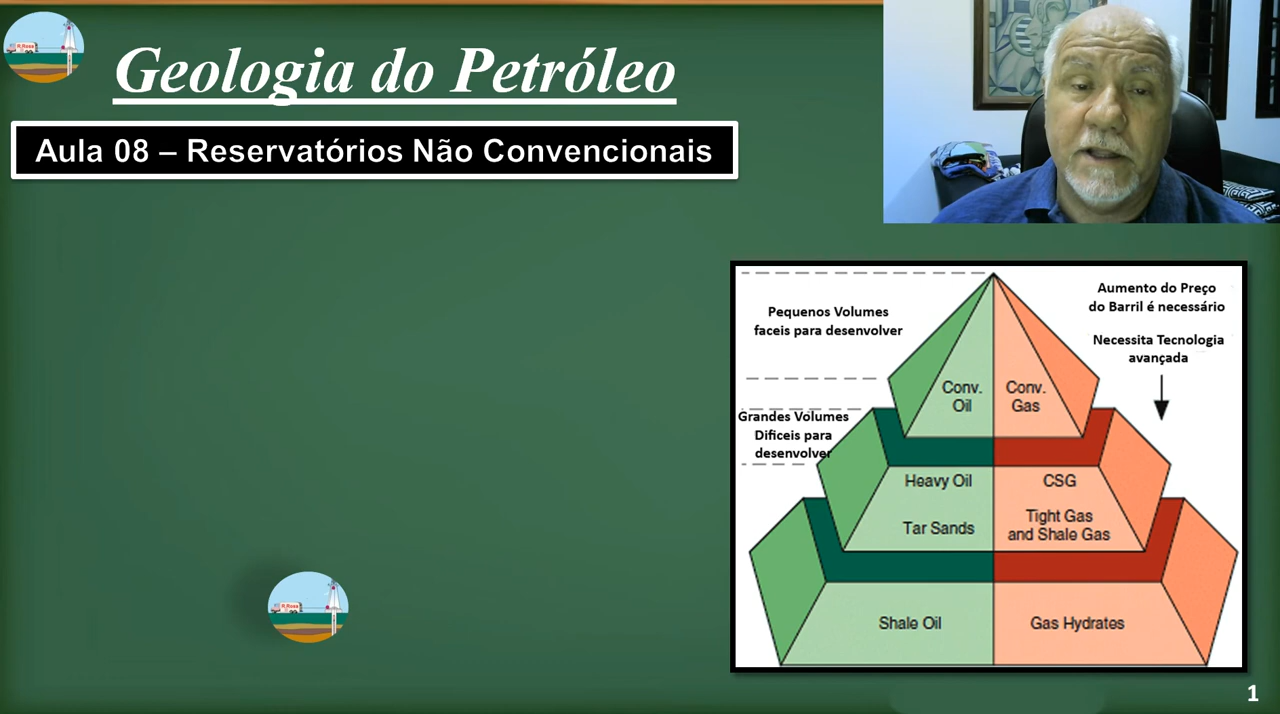 Geologia do Petróleo
Aula 08 – Reservatórios Não Convencionais
R.Rosa
Aumento do Preço
do Barril é necessário
Pequenos Volumes
faceis para desenvolver
Necessita Tecnologia
avançada
Conv.
Oil
Conv.
Gas
Grandes Volumes
Dificeis para
desenvolver
Heavy Oil
CSG
Tar Sands
Tight Gas
and Shale Gas
Shale Oil
Gas Hydrates
R.Rosa
1